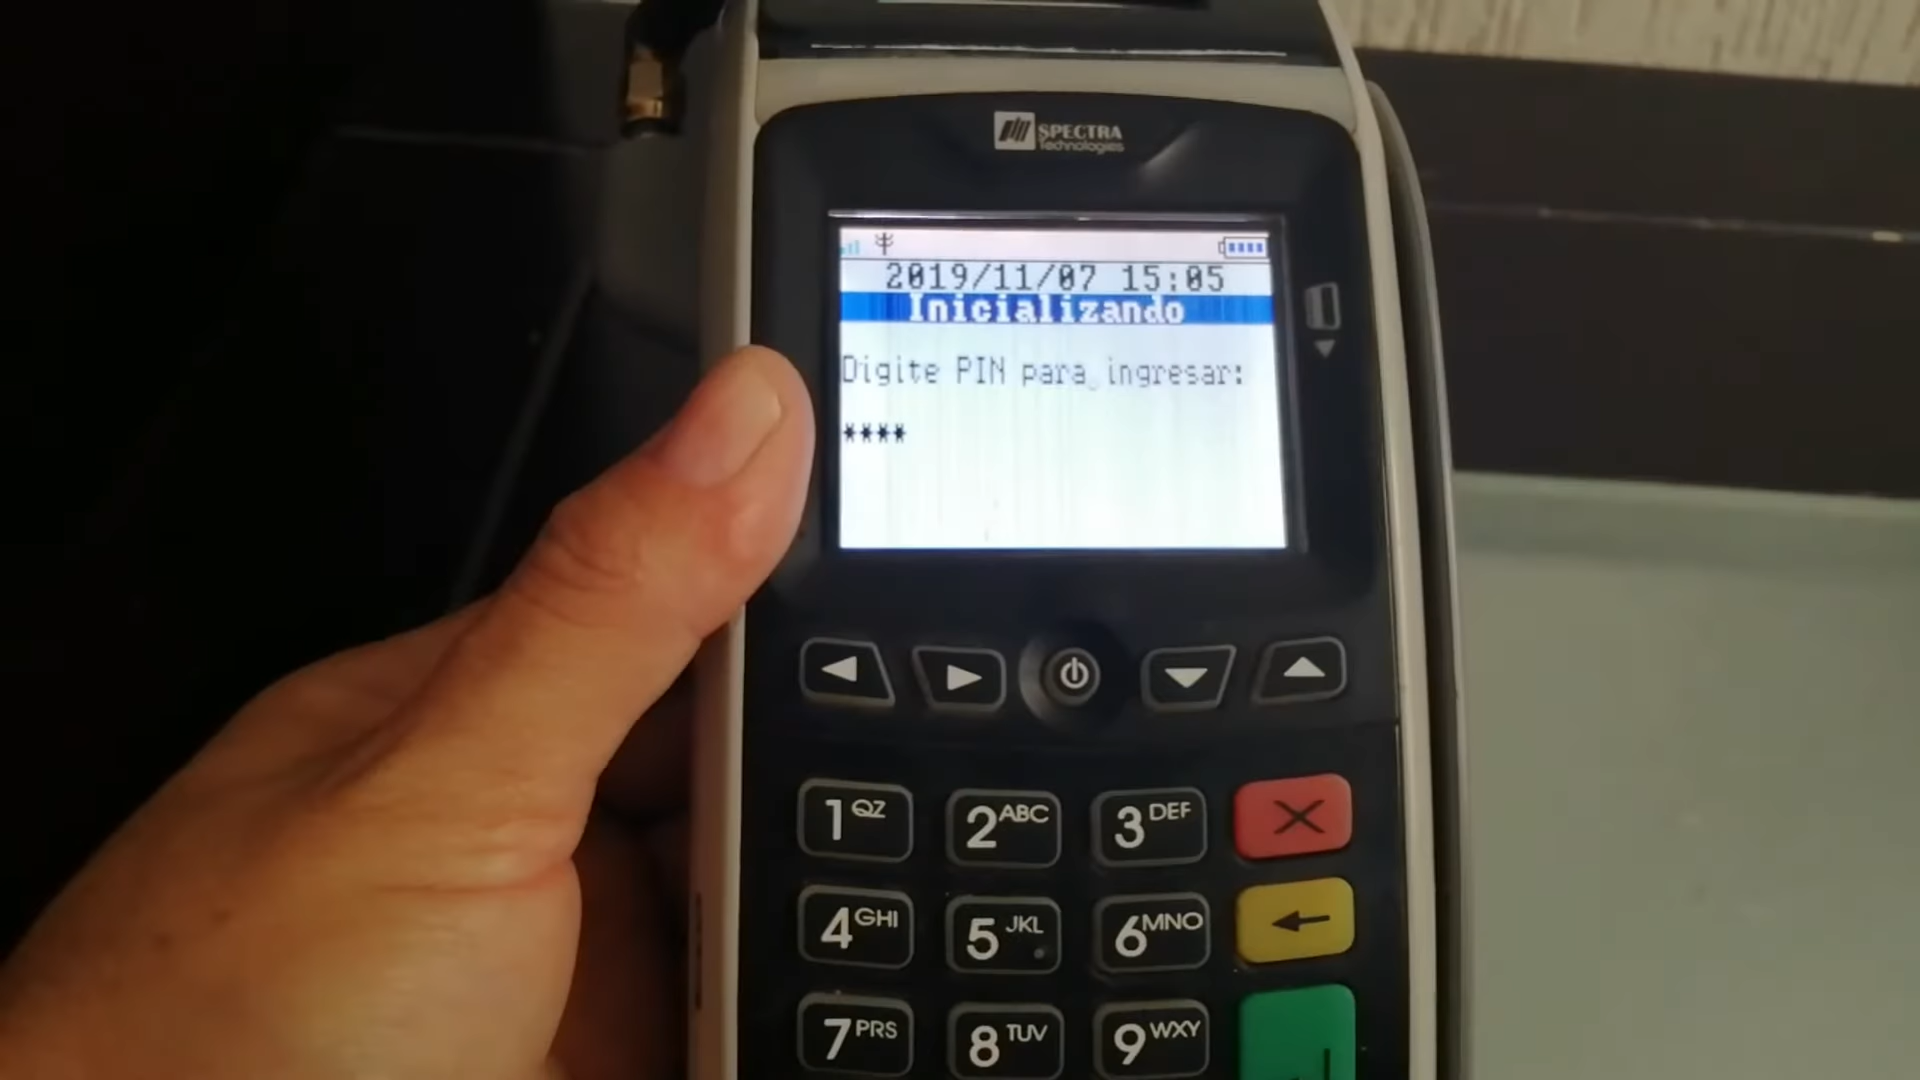 SPECTRA
Technologies
2019/11/07 15:05
Inicializando
Digite PIN para ingresar:
****
1 QZ
2 ABC
3 DEF
4 GHI
5 JKL
6 MNO
7 PRS
8 TUV
9 WXY